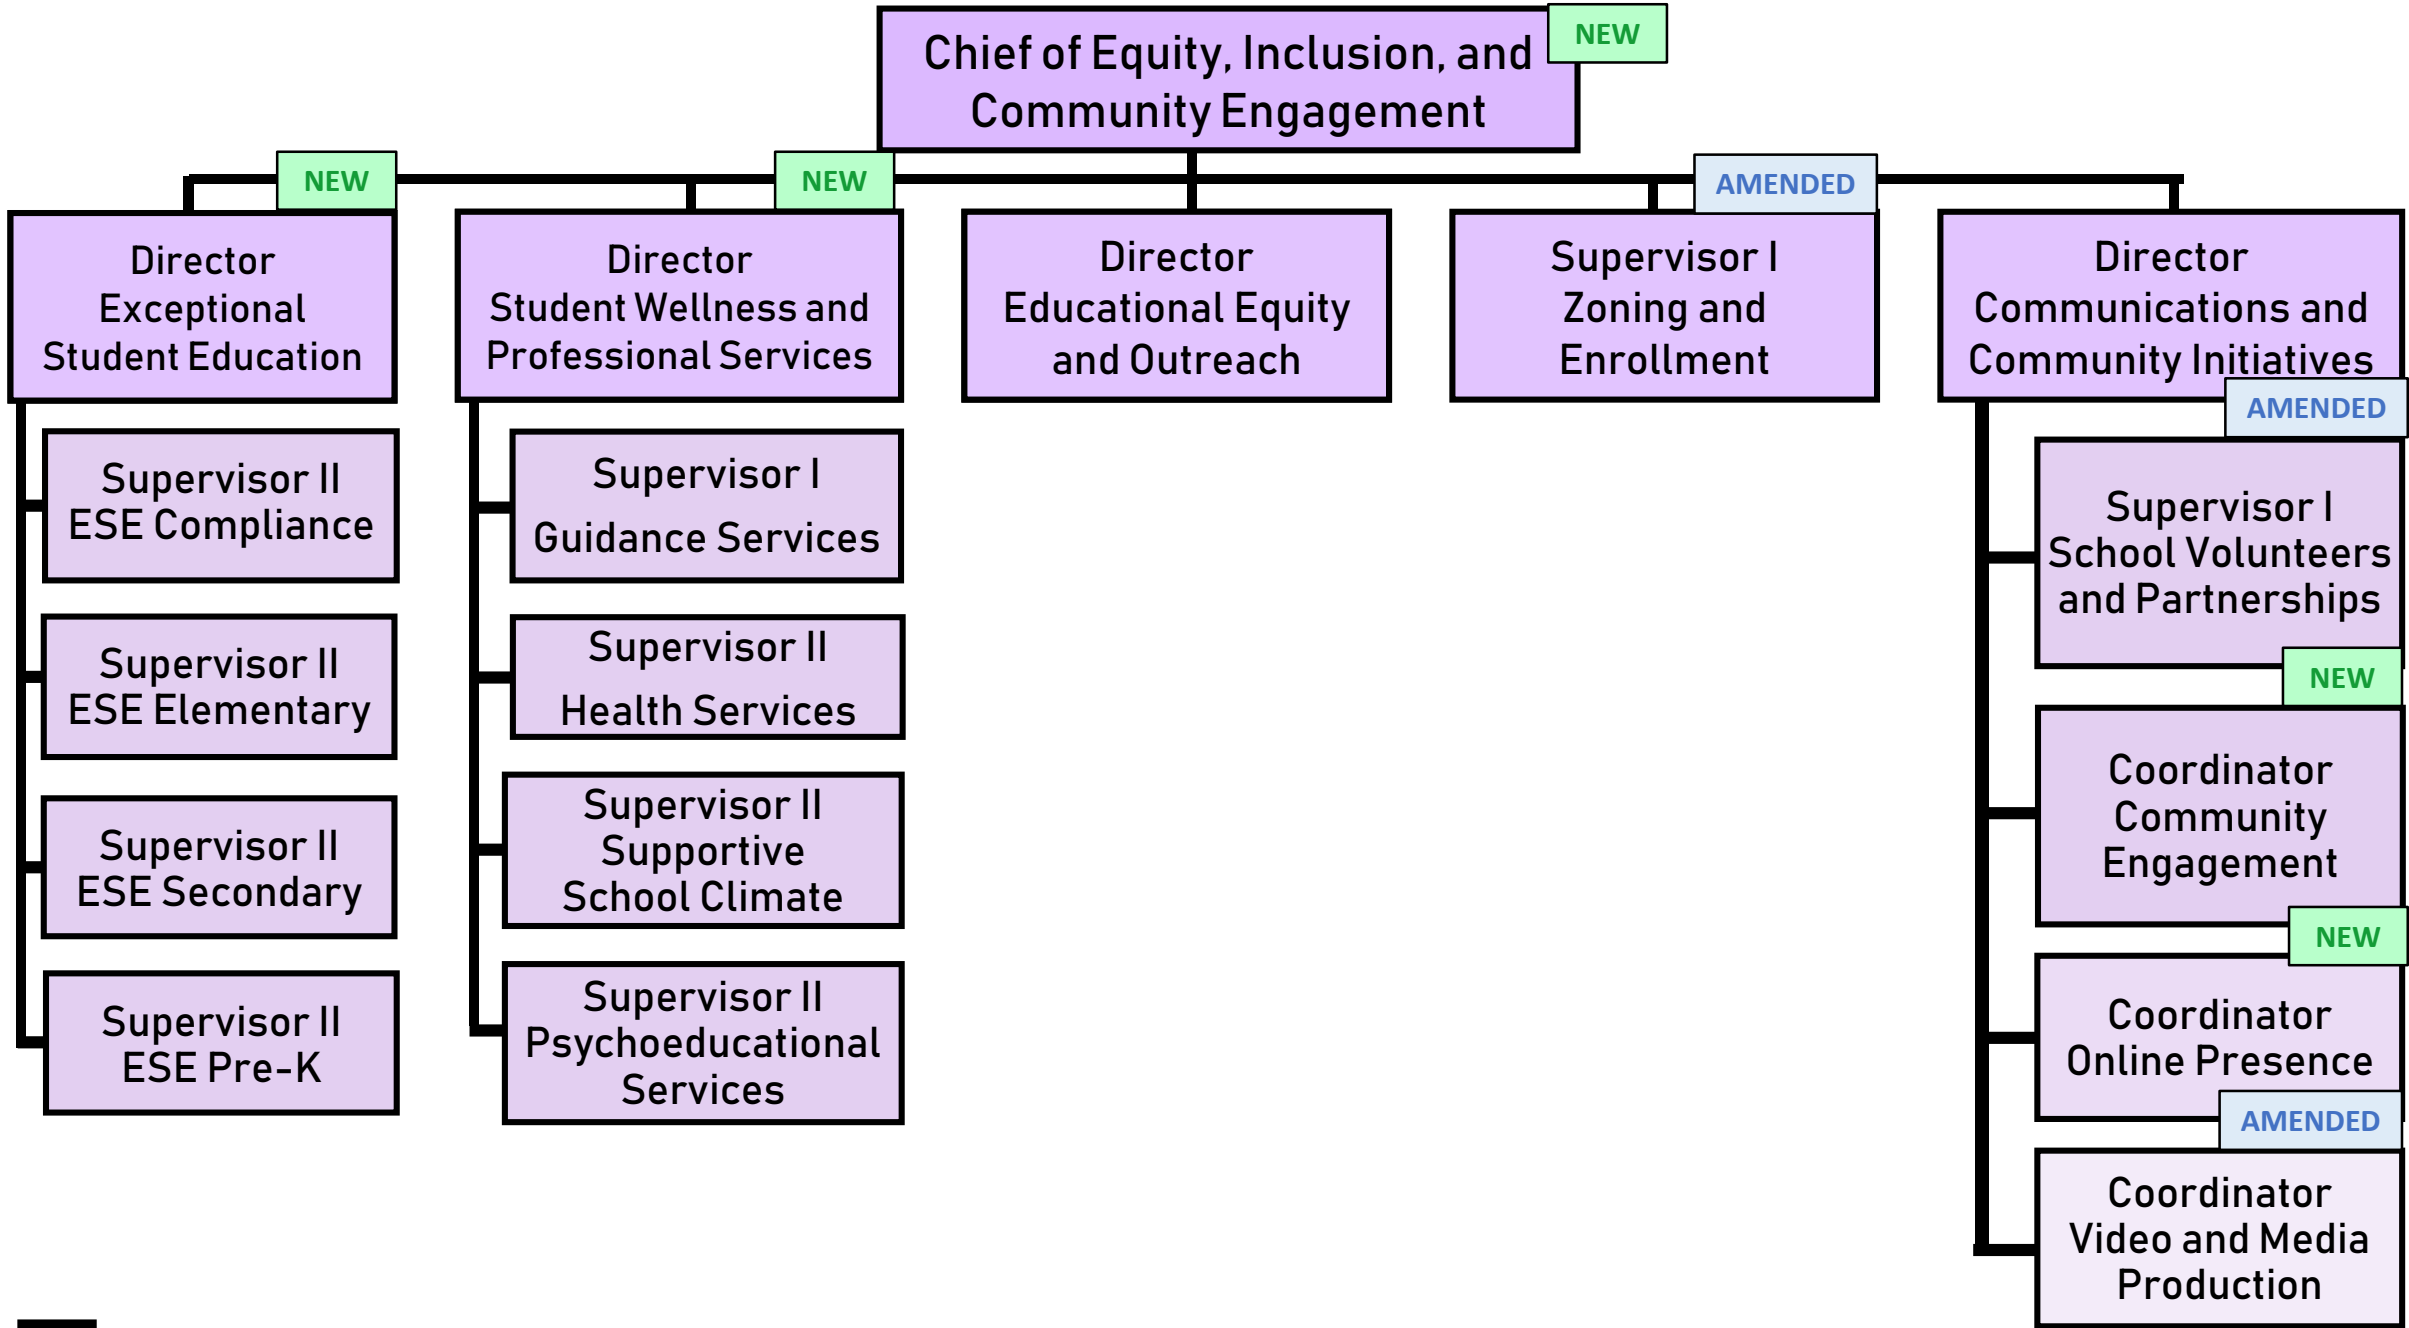 NEW
Chief of Equity, Inclusion, and
Community Engagement
NEW
Director
Exceptional
Student Education
Supervisor II
ESE Compliance
Supervisor II
ESE Elementary
Supervisor II
ESE Secondary
Supervisor II
ESE Pre-K
NEW
Director
Student Wellness and
Professional Services
Supervisor I
Guidance Services
Supervisor II
Health Services
Supervisor II
Supportive
School Climate
Supervisor II
Psychoeducational
Services
Director
Educational Equity
and Outreach
AMENDED
Supervisor I
Zoning and
Enrollment
Director
Communications and
Community Initiatives
AMENDED
Supervisor I
School Volunteers
and Partnerships
NEW
Coordinator
Community
Engagement
NEW
Coordinator
Online Presence
AMENDED
Coordinator
Video and Media
Production